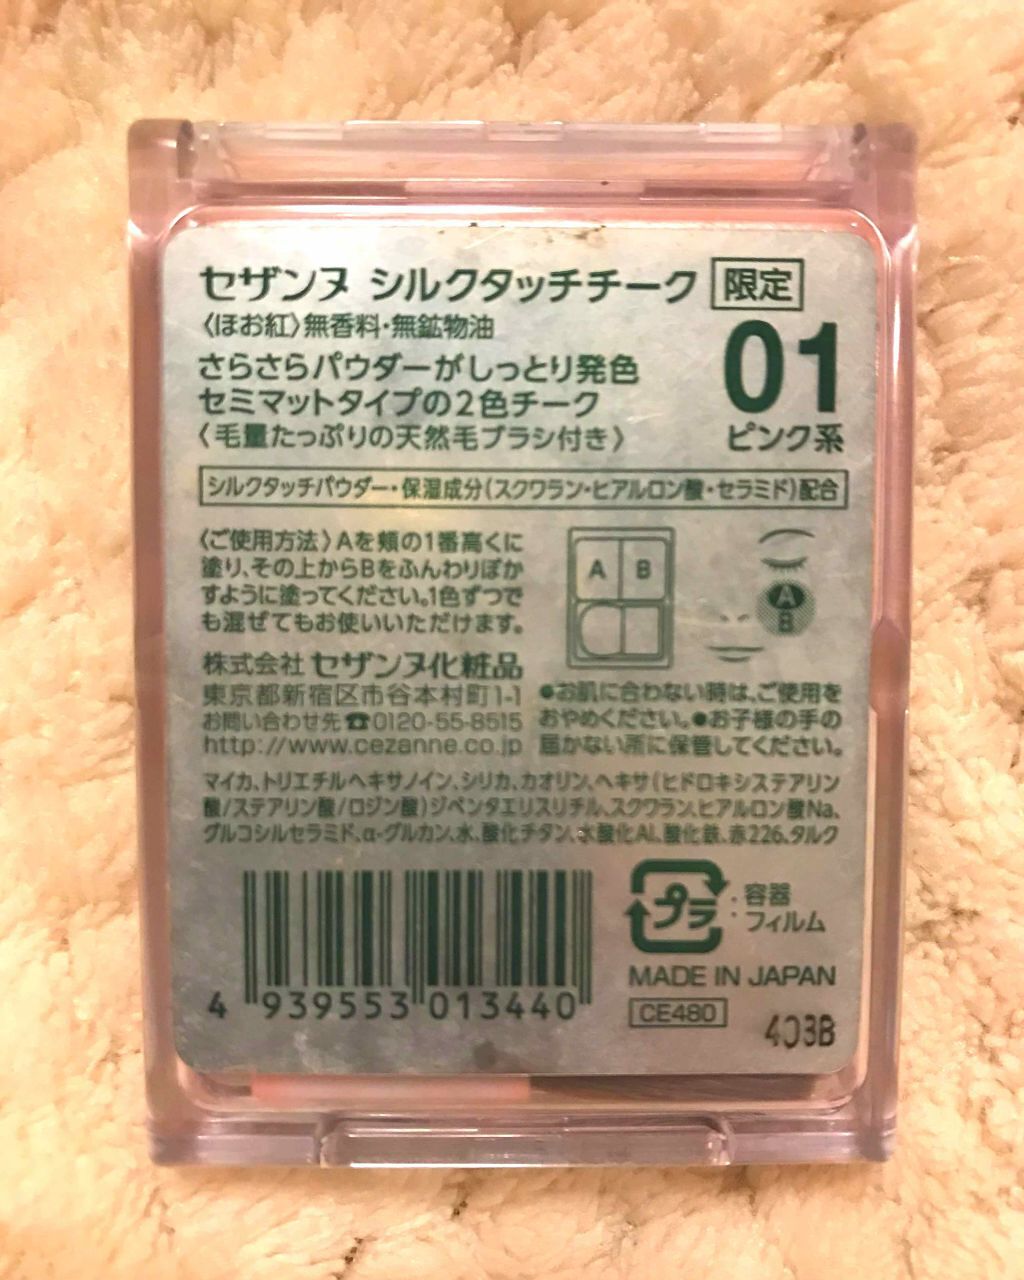 セザンヌ シルクタッチチーク 限定
〈ほお紅〉無香料・無鉱物油
01
さらさらパウダーがしっとり発色
セミマットタイプの2色チーク
〈毛量たっぷりの天然毛ブラシ付き〉
ピンク系
シルクタッチパウダー・保湿成分(スクワラン・ヒアルロン酸・セラミド)配合
〈ご使用方法〉Aを頬の1番高くに
塗り、その上からBをふんわりぼか
すように塗ってください。1色ずつで
も混ぜてもお使いいただけます。
A B
A
B
株式会社 セザンヌ化粧品
東京都新宿区市谷本村町1-1
お問い合わせ先☎0120-55-8515
http://www.cezanne.co.jp
●お肌に合わない時は、ご使用を
おやめください。●お子様の手の
届かない所に保管してください。
マイカ、トリエチルヘキサノイン、シリカ、カオリン、ヘキサ(ヒドロキシステアリン
酸/ステアリン酸/ロジン酸)ジペンタエリスリチル、スクワラン、ヒアルロン酸Na、
グルコシルセラミド、α-グルカン、水、酸化チタン、水酸化Al、酸化鉄、赤226、タルク
プラ
:容器
:フィルム
MADE IN JAPAN
4 939553 013440
CE480
403B